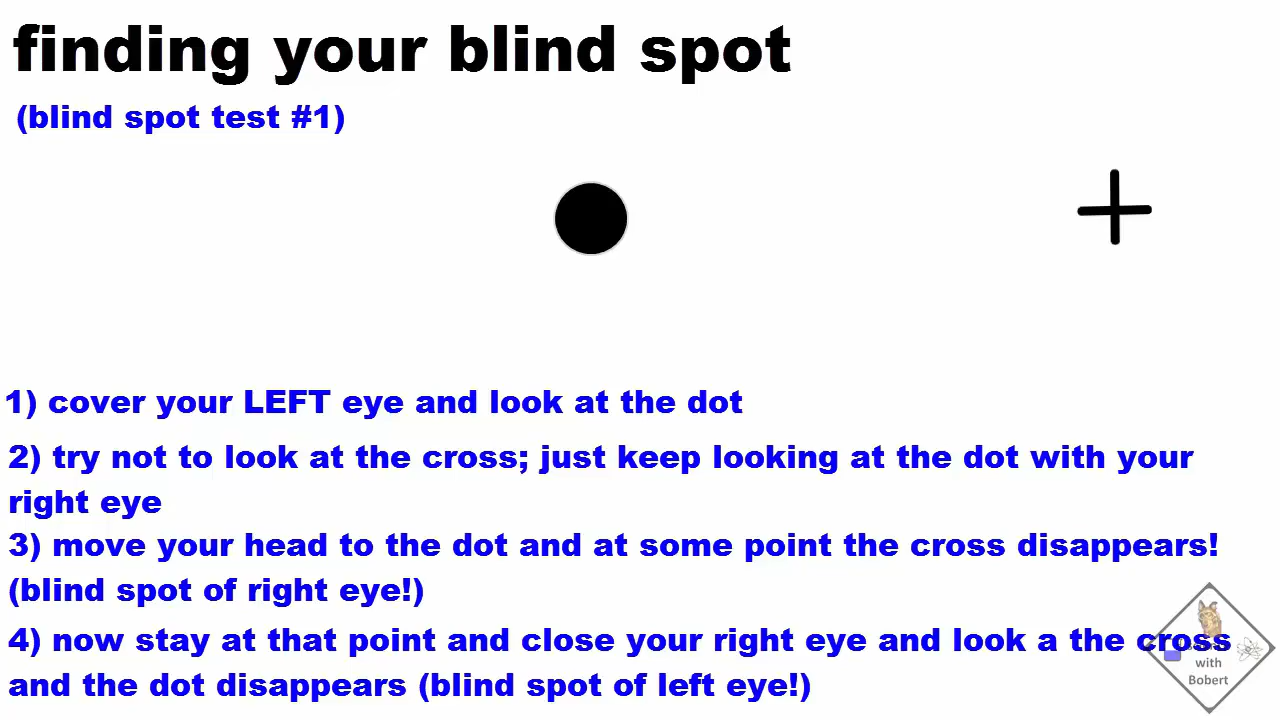 finding your blind spot
(blind spot test #1)
1) cover your LEFT eye and look at the dot
2) try not to look at the cross; just keep looking at the dot with your
right eye
3) move your head to the dot and at some point the cross disappears!
(blind spot of right eye!)
4) now stay at that point and close your right eye and look a the cross
and the dot disappears (blind spot of left eye!)
with
Bobert